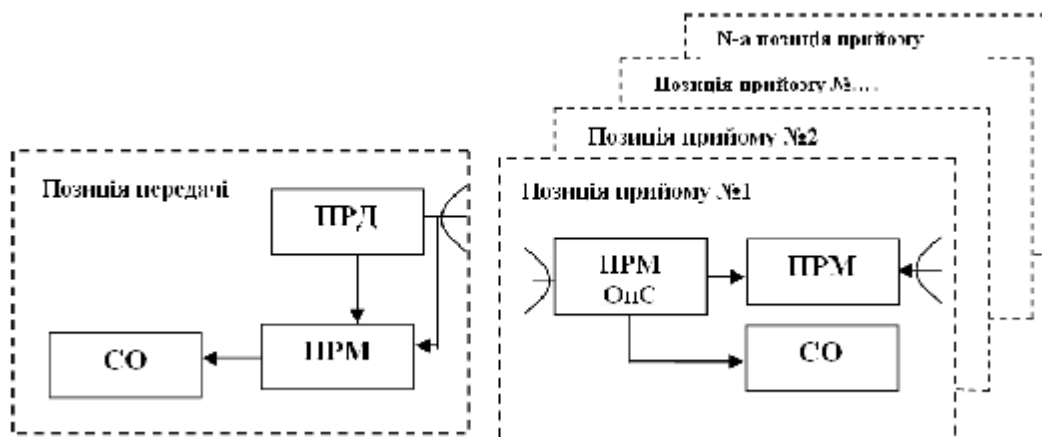 N-а позиція прийому
Позиція прийому №….
Позиція прийому №2
Позиція прийому №1
Позиція передачі
ПРД
ПРМ
СО
ПРМ
ОпС
ПРМ
СО